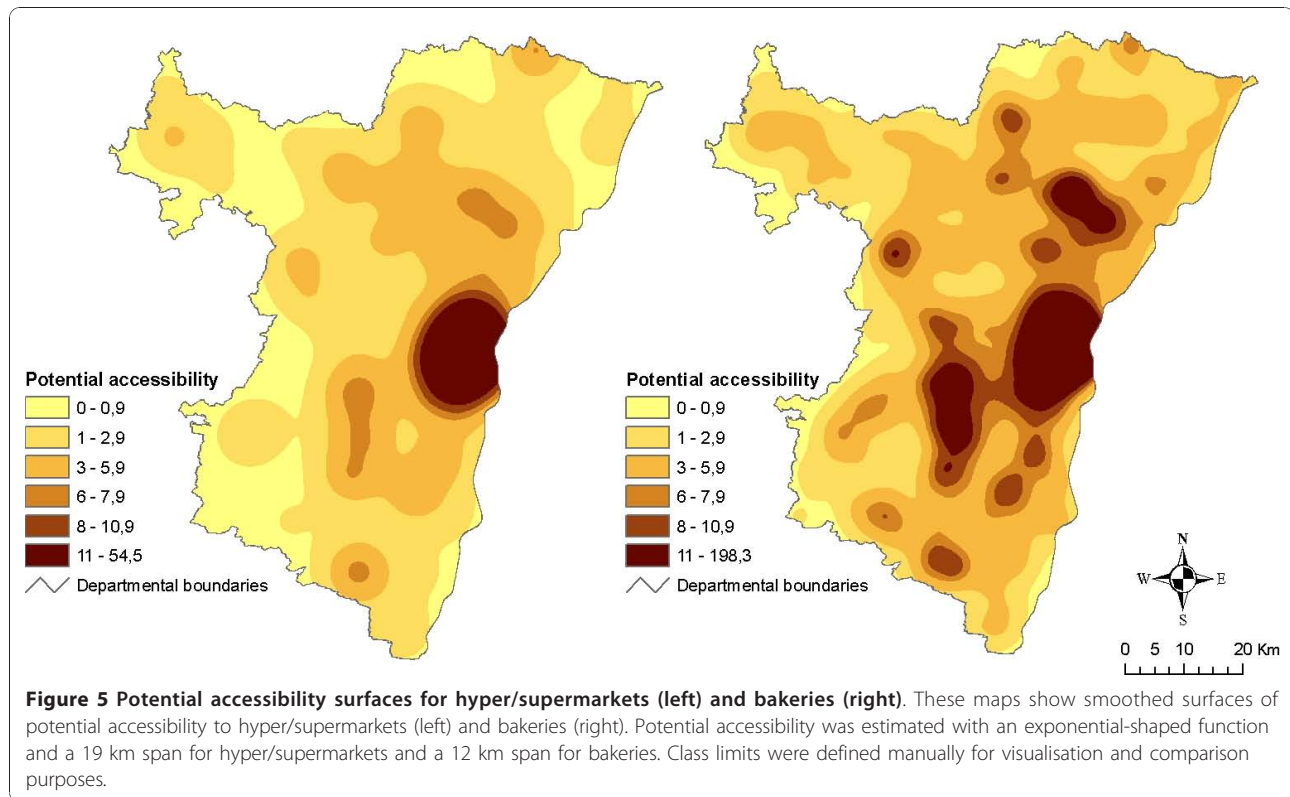 Potential accessibility
0 - 0,9
1 - 2,9
3 - 5,9
6 - 7,9
8 - 10,9
11 - 54,5
Departmental boundaries
Potential accessibility
0 - 0,9
1 - 2,9
3 - 5,9
6 - 7,9
8 - 10,9
11 - 198,3
Departmental boundaries
N
W E
S
0 5 10 20 Km
Figure 5 Potential accessibility surfaces for hyper/supermarkets (left) and bakeries (right). These maps show smoothed surfaces of
potential accessibility to hyper/supermarkets (left) and bakeries (right). Potential accessibility was estimated with an exponential-shaped function
and a 19 km span for hyper/supermarkets and a 12 km span for bakeries. Class limits were defined manually for visualisation and comparison
purposes.